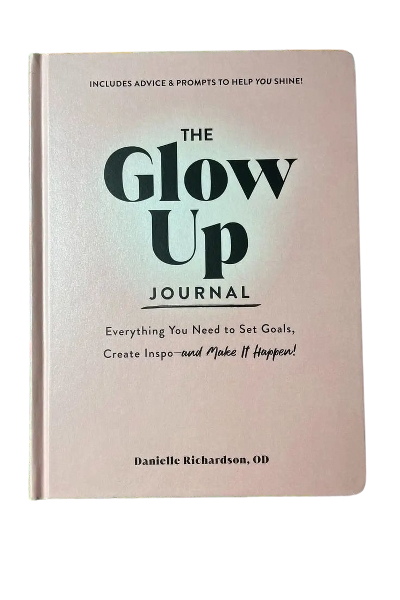 INCLUDES ADVICE & PROMPTS TO HELP YOU SHINE!
THE
Glow
Up
JOURNAL
Everything You Need to Set Goals,
Create Inspo—and Make It Happen!
Danielle Richardson, OD